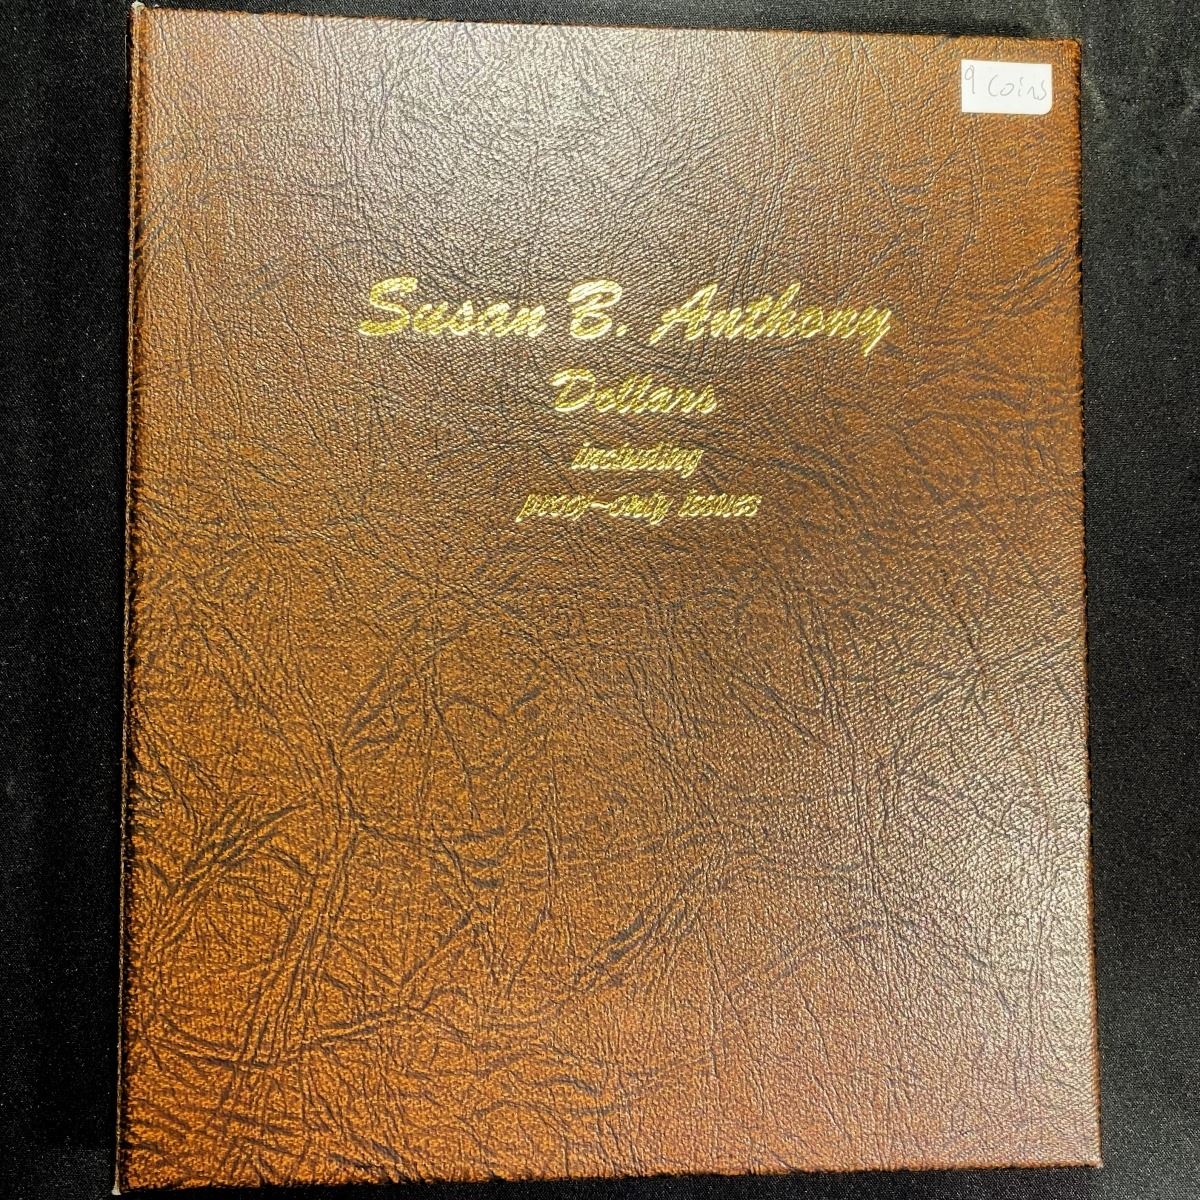 9 Coins
Susan B. Anthony
Dollars
including
proof-only issues